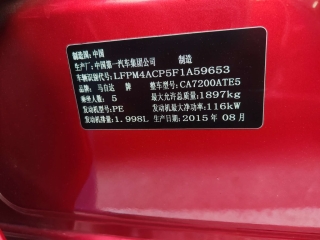 制造国:中国
生产厂:中国第一汽车集团公司 制造
车辆识别代号:LFPM4ACP5F1A59653
品牌:马自达 牌 整车型号:CA7200ATE5
乘坐人数:5 最大允许总质量:1897kg
发动机型号:PE 发动机最大净功率:116kW
发动机排量:1.998L 生产日期:2015年08月